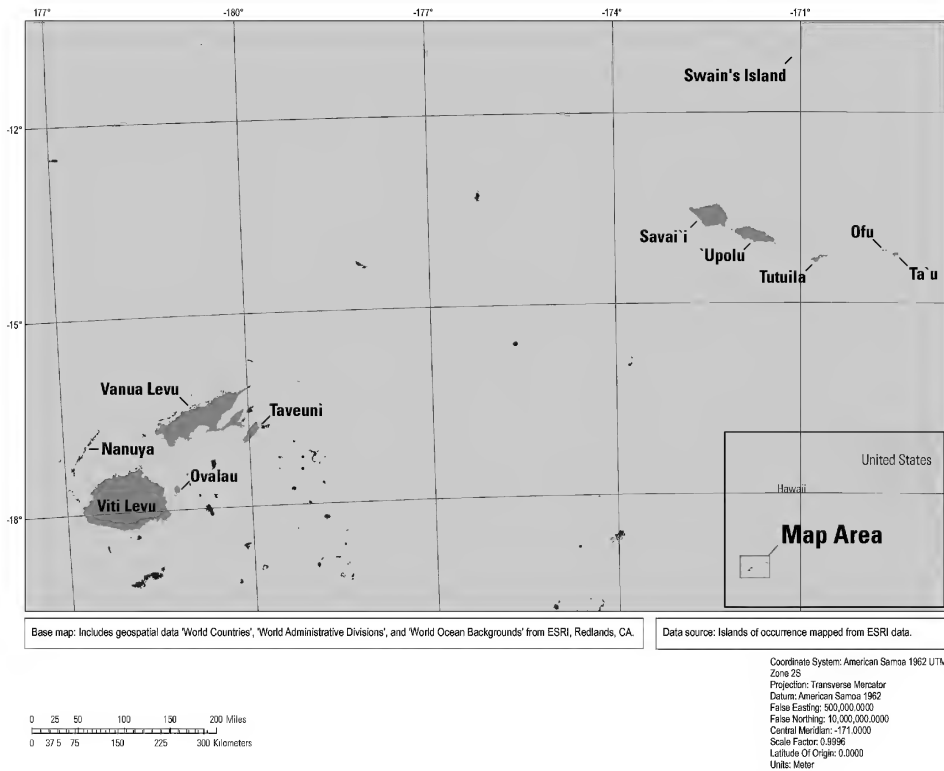 -177° -180° -177° -174° -171°
Swain's Island
-12°
Savai`i
`Upolu
Ofu
Tutuila
Ta`u
-15°
Vanua Levu
Taveuni
Nanuya
United States
Ovalau
Hawaii
Viti Levu
-18°
Map Area
Base map: Includes geospatial data 'World Countries', 'World Administrative Divisions', and 'World Ocean Backgrounds' from ESRI, Redlands, CA.
Data source: Islands of occurrence mapped from ESRI data.
Coordinate System: American Samoa 1962 UTM
Zone 2S
Projection: Transverse Mercator
Datum: American Samoa 1962
False Easting: 500,000.0000
False Northing: 10,000,000.0000
Central Meridian: -171.0000
Scale Factor: 0.9996
Latitude Of Origin: 0.0000
Units: Meter
0 25 50 100 150 200 Miles
0 37.5 75 150 225 300 Kilometers